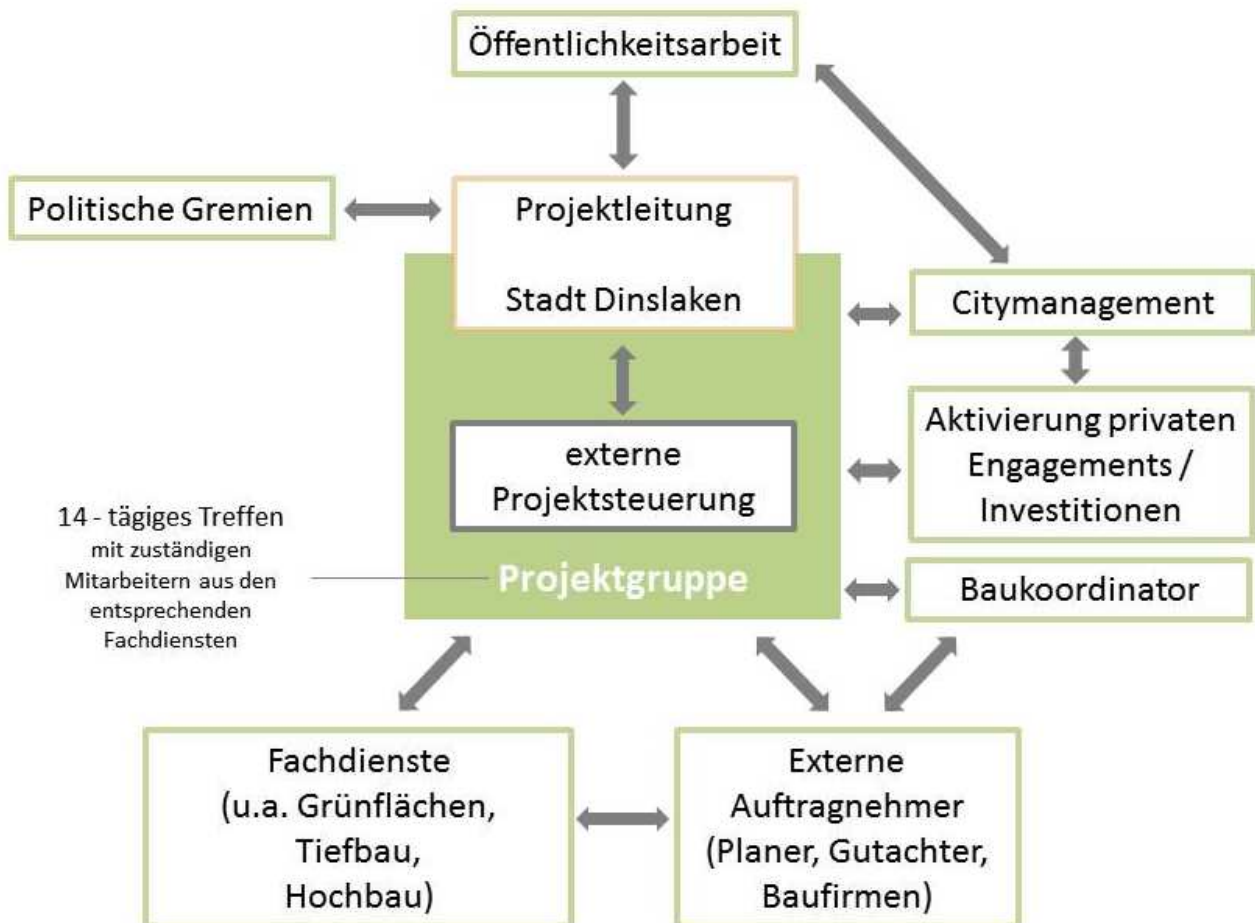 Öffentlichkeitsarbeit
Politische Gremien
Projektleitung
Stadt Dinslaken
Citymanagement
externe
Projektsteuerung
Aktivierung privaten
Engagements /
Investitionen
14 - tägiges Treffen
mit zuständigen
Mitarbeitern aus den
entsprechenden
Fachdiensten
Projektgruppe
Baukoordinator
Fachdienste
(u.a. Grünflächen,
Tiefbau,
Hochbau)
Externe
Auftragnehmer
(Planer, Gutachter,
Baufirmen)